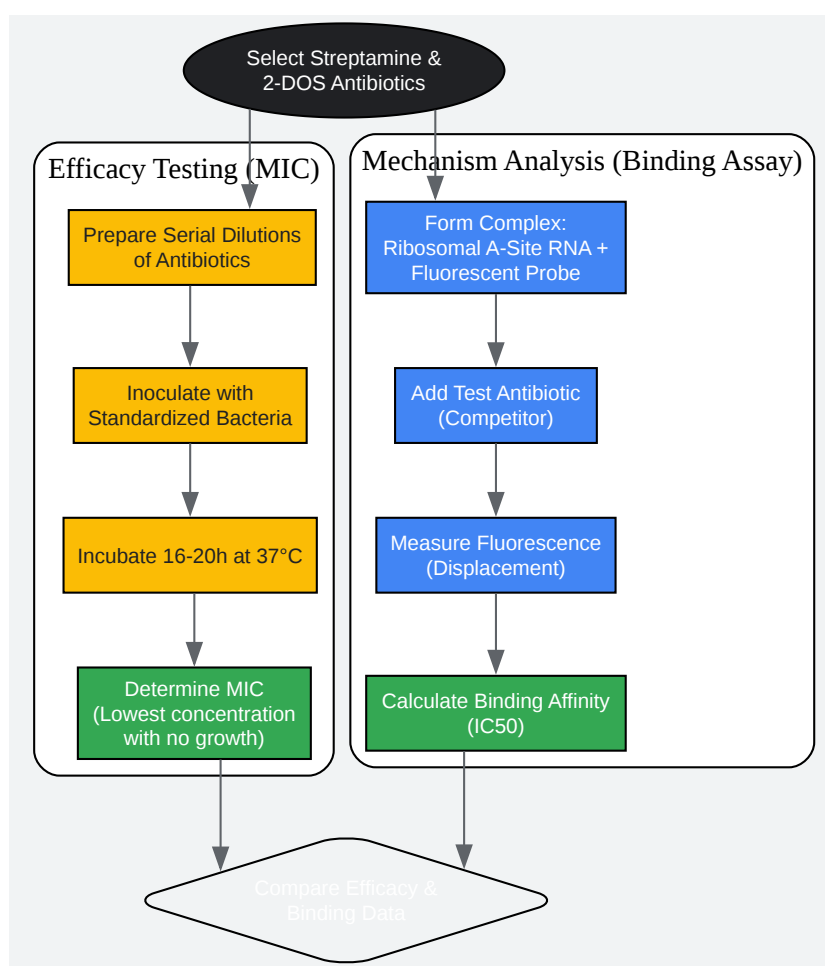 Select Streptamine &
2-DOS Antibiotics
Efficacy Testing (MIC)
Prepare Serial Dilutions
of Antibiotics
Inoculate with
Standardized Bacteria
Incubate 16-20h at 37°C
Determine MIC
(Lowest concentration
with no growth)
Mechanism Analysis (Binding Assay)
Form Complex:
Ribosomal A-Site RNA +
Fluorescent Probe
Add Test Antibiotic
(Competitor)
Measure Fluorescence
(Displacement)
Calculate Binding Affinity
(IC50)
Compare Efficacy &
Binding Data